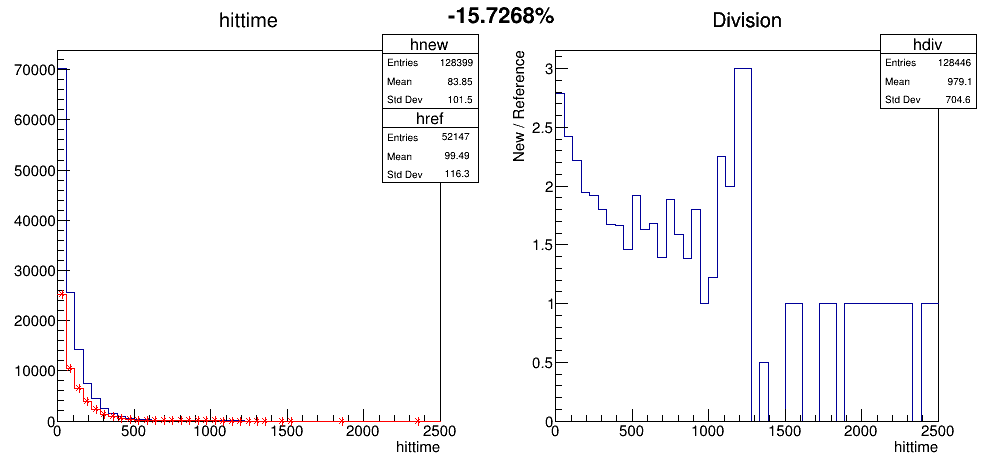 -15.7268%
hittime
hnew
Entries 128399
Mean 83.85
Std Dev 101.5
href
Entries 52147
Mean 99.49
Std Dev 116.3
70000
60000
50000
40000
30000
20000
10000
0
0 500 1000 1500 2000 2500
hittime
Division
hdiv
Entries 128446
Mean 979.1
Std Dev 704.6
New / Reference
3
2.5
2
1.5
1
0.5
0
0 500 1000 1500 2000 2500
hittime